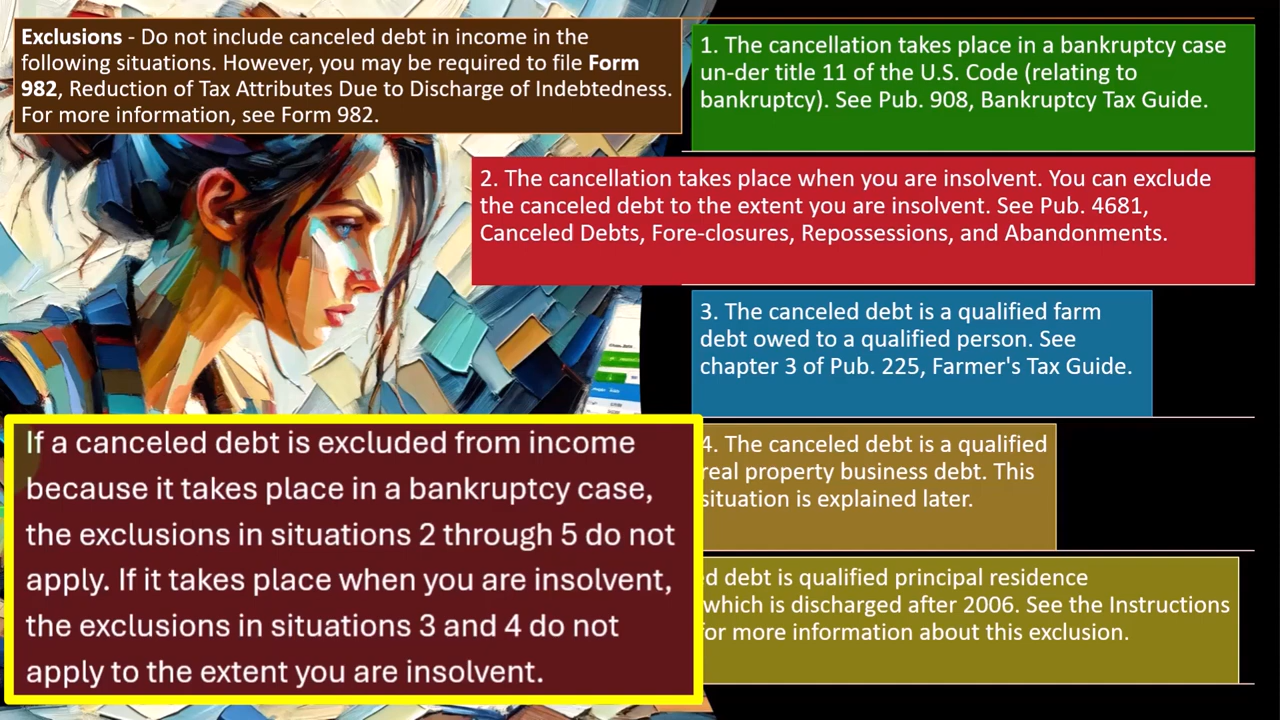 Exclusions - Do not include canceled debt in income in the
following situations. However, you may be required to file Form
982, Reduction of Tax Attributes Due to Discharge of Indebtedness.
For more information, see Form 982.
1. The cancellation takes place in a bankruptcy case
un-der title 11 of the U.S. Code (relating to
bankruptcy). See Pub. 908, Bankruptcy Tax Guide.
2. The cancellation takes place when you are insolvent. You can exclude
the canceled debt to the extent you are insolvent. See Pub. 4681,
Canceled Debts, Fore-closures, Repossessions, and Abandonments.
3. The canceled debt is a qualified farm
debt owed to a qualified person. See
chapter 3 of Pub. 225, Farmer's Tax Guide.
4. The canceled debt is a qualified
real property business debt. This
situation is explained later.
debt is qualified principal residence
which is discharged after 2006. See the Instructions
for more information about this exclusion.
If a canceled debt is excluded from income
because it takes place in a bankruptcy case,
the exclusions in situations 2 through 5 do not
apply. If it takes place when you are insolvent,
the exclusions in situations 3 and 4 do not
apply to the extent you are insolvent.